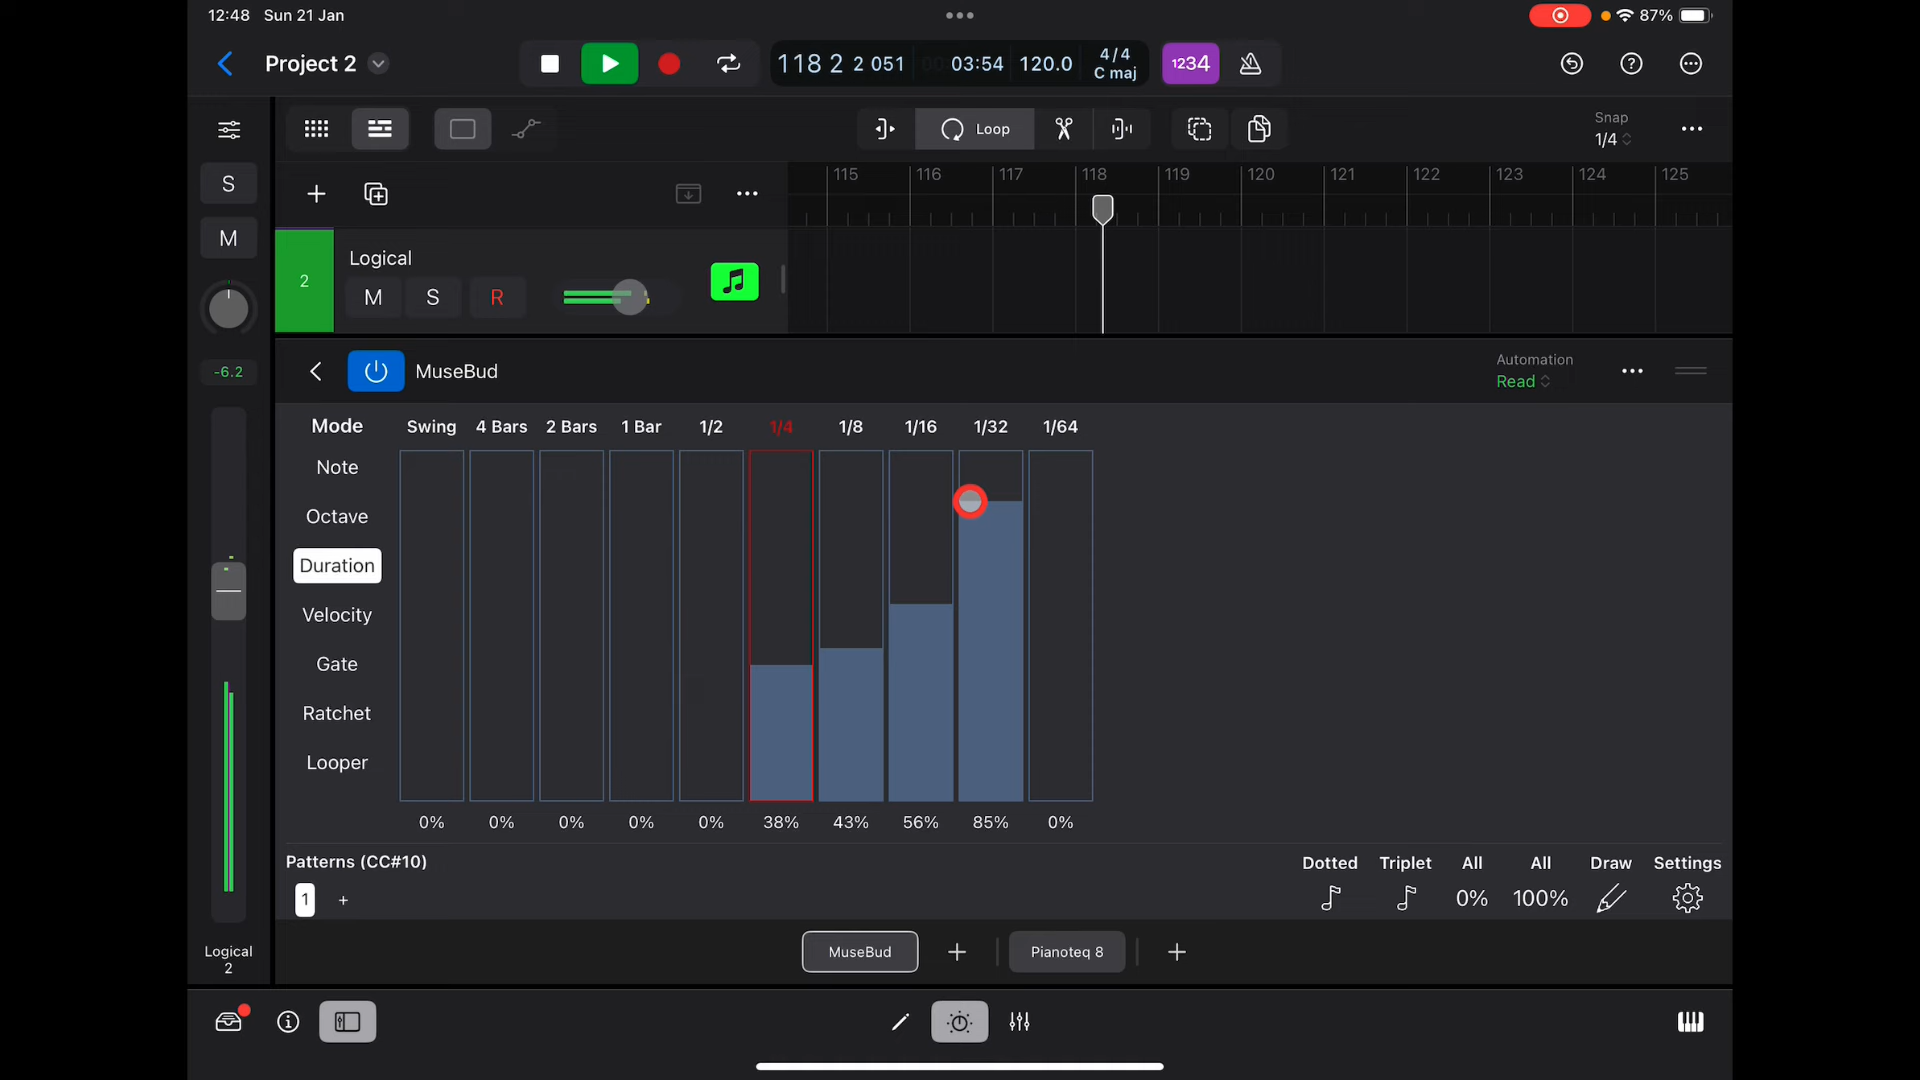 12:48 Sun 21 Jan
87%
Project 2
118 2 2 051
00 03:54
120.0
4/4
C maj
1234
Loop
Snap
1/4
S
M
115 116 117 118 119 120 121 122 123 124 125
2
Logical
M S R
-6.2
MuseBud
Automation
Read
Mode Swing 4 Bars 2 Bars 1 Bar 1/2 1/4 1/8 1/16 1/32 1/64
Note
Octave
Duration
Velocity
Gate
Ratchet
Looper
0% 0% 0% 0% 0% 38% 43% 56% 85% 0%
Patterns (CC#10)
1 +
Dotted Triplet All All Draw Settings
0% 100%
Logical
2
MuseBud + Pianoteq 8 +